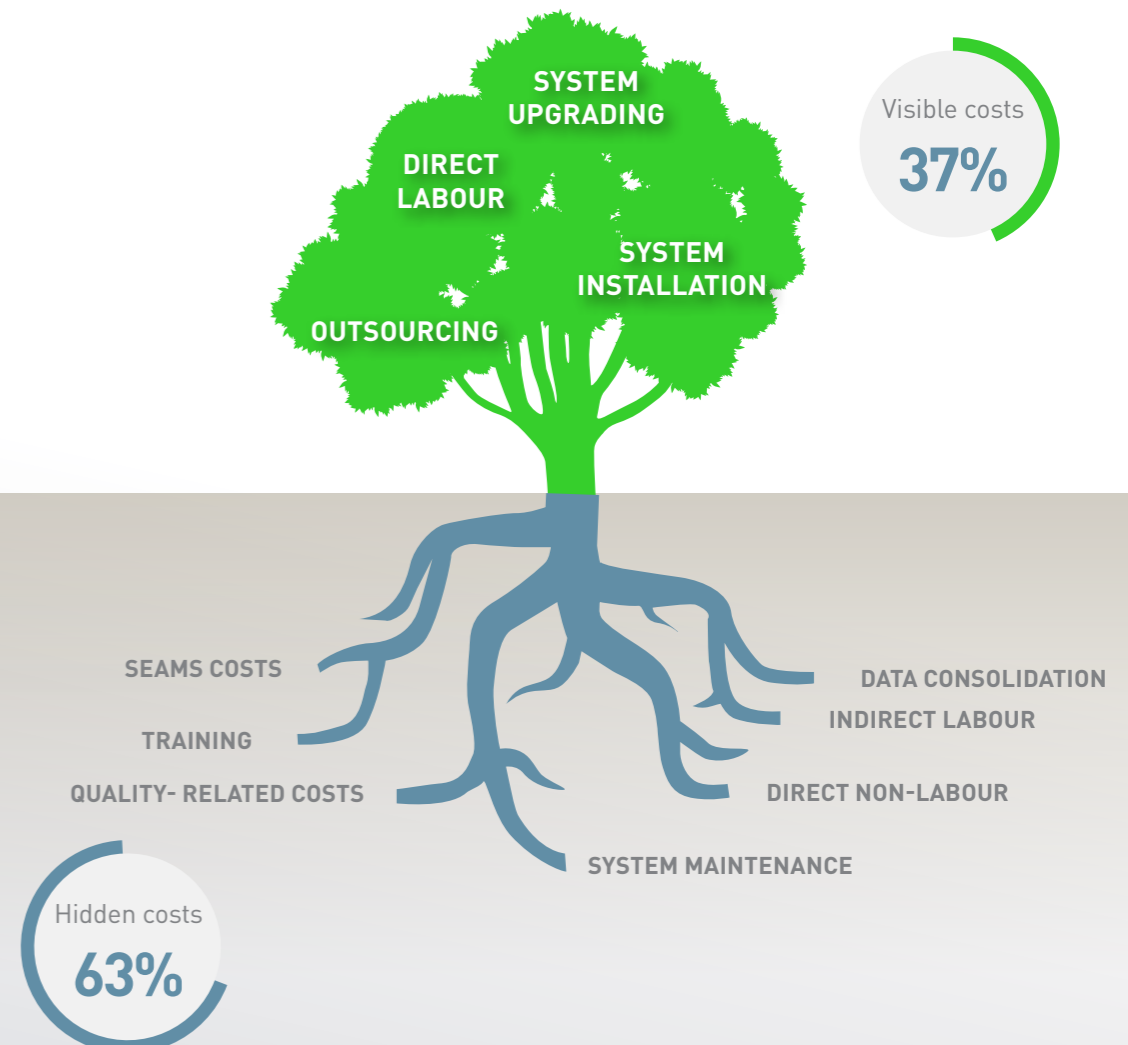 SYSTEM
UPGRADING
Visible costs
37%
DIRECT
LABOUR
SYSTEM
INSTALLATION
OUTSOURCING
SEAMS COSTS
TRAINING
QUALITY- RELATED COSTS
DATA CONSOLIDATION
INDIRECT LABOUR
DIRECT NON-LABOUR
SYSTEM MAINTENANCE
Hidden costs
63%